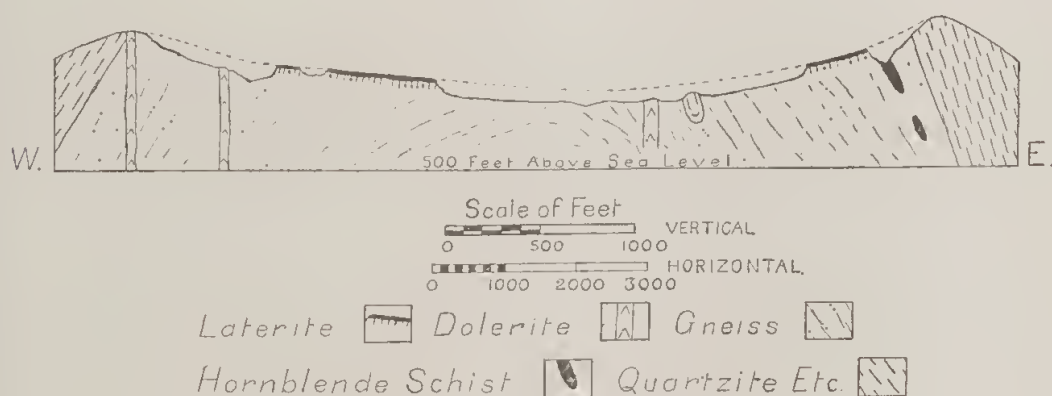 W.
E.
500 Feet Above Sea Level.
Scale of Feet
VERTICAL
0 500 1000
HORIZONTAL.
0 1000 2000 3000
Laterite Dolerite Gneiss
Hornblende Schist Quartzite Etc.